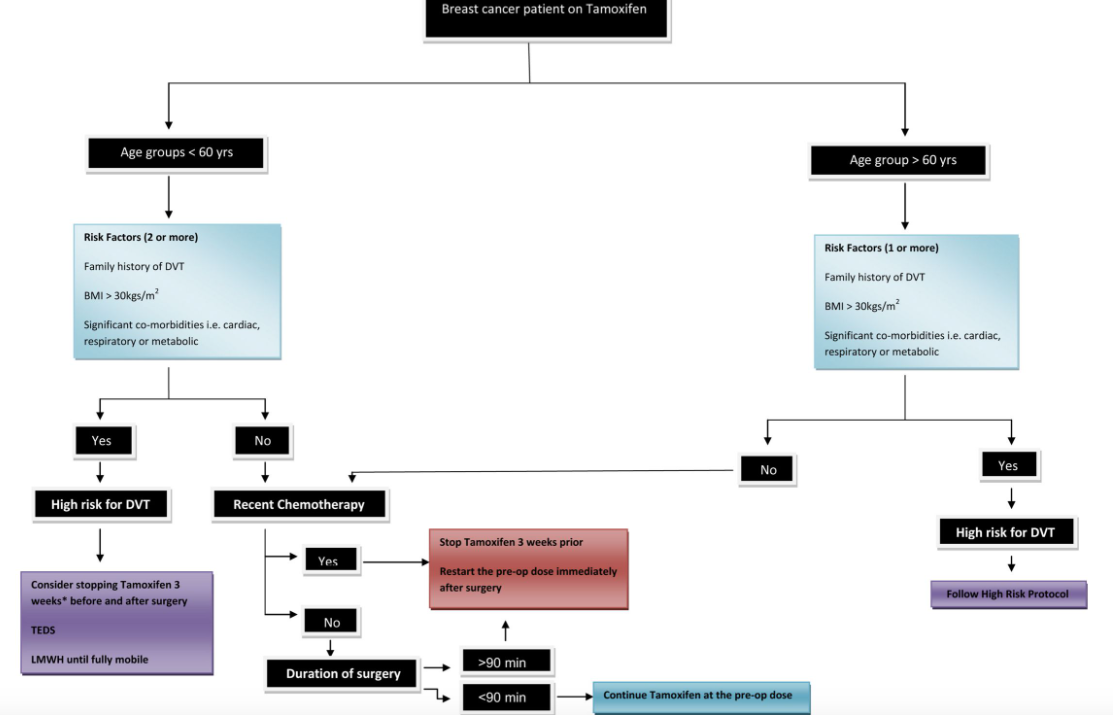 Breast cancer patient on Tamoxifen
Age groups < 60 yrs
Age group > 60 yrs
Risk Factors (2 or more)
Family history of DVT
BMI > 30kgs/m²
Significant co-morbidities i.e. cardiac,
respiratory or metabolic
Risk Factors (1 or more)
Family history of DVT
BMI > 30kgs/m²
Significant co-morbidities i.e. cardiac,
respiratory or metabolic
Yes
No
No
Yes
High risk for DVT
Recent Chemotherapy
High risk for DVT
Consider stopping Tamoxifen 3
weeks* before and after surgery
TEDS
LMWH until fully mobile
Yes
Stop Tamoxifen 3 weeks prior
Restart the pre-op dose immediately
after surgery
Follow High Risk Protocol
No
Duration of surgery
>90 min
<90 min
Continue Tamoxifen at the pre-op dose